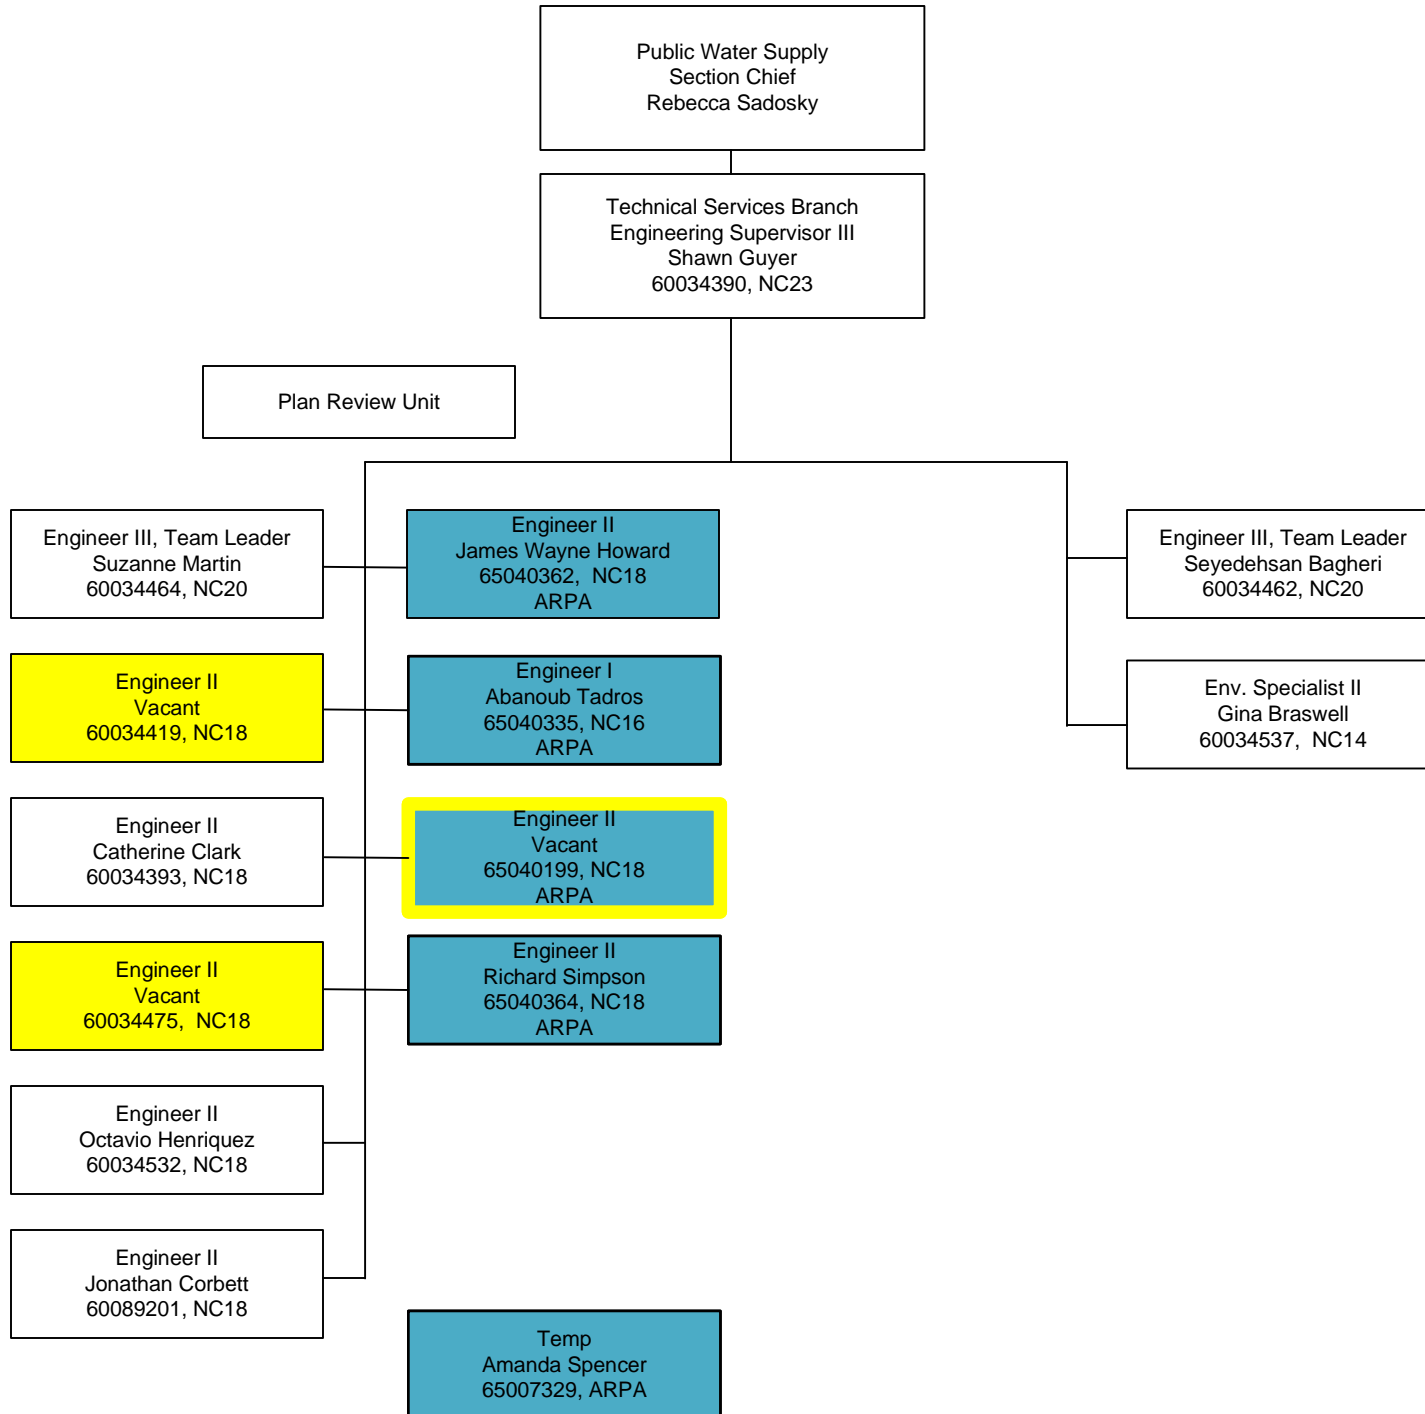 Public Water Supply
Section Chief
Rebecca Sadosky
Technical Services Branch
Engineering Supervisor III
Shawn Guyer
60034390, NC23
Plan Review Unit
Engineer III, Team Leader
Suzanne Martin
60034464, NC20
Engineer II
Vacant
60034419, NC18
Engineer II
Catherine Clark
60034393, NC18
Engineer II
Vacant
60034475,  NC18
Engineer II
Octavio Henriquez
60034532, NC18
Engineer II
Jonathan Corbett
60089201, NC18
Engineer II
James Wayne Howard
65040362,  NC18
ARPA
Engineer I
Abanoub Tadros
65040335, NC16
ARPA
Engineer II
Vacant
65040199, NC18
ARPA
Engineer II
Richard Simpson
65040364, NC18
ARPA
Temp
Amanda Spencer
65007329, ARPA
Engineer III, Team Leader
Seyedehsan Bagheri
60034462, NC20
Env. Specialist II
Gina Braswell
60034537,  NC14